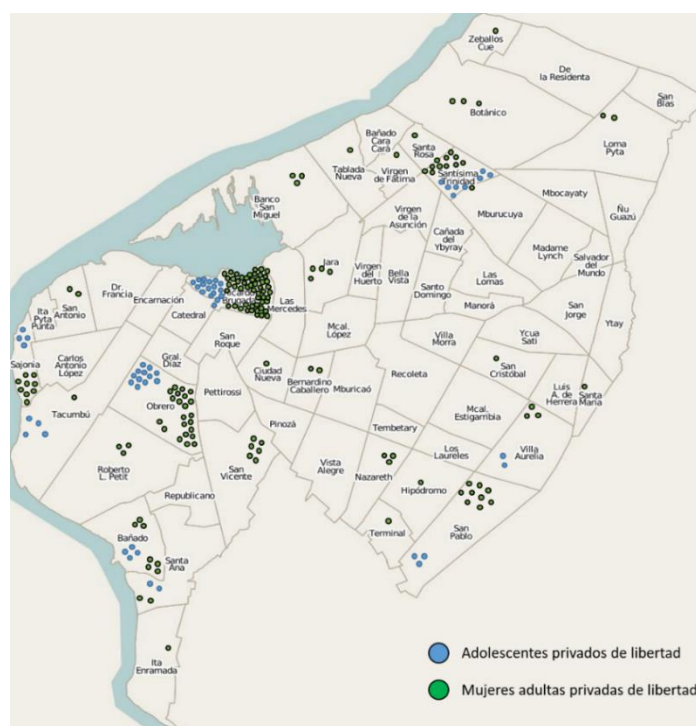 Zeballos
Cue
De
la Residenta
San
Blas
Botánico
Loma
Pyta
Bañado
Cara
Cará
Santa
Rosa
Tablada
Nueva
Virgen
de Fátima
Santísima
Trinidad
Mbocayaty
Ñu
Guazú
Banco
San
Miguel
Virgen
de la
Asunción
Mburucuya
Cañada
del
Ybyray
Madame
Lynch
Salvador
del
Mundo
Jara
Virgen
del
Huerto
Bella
Vista
Santo
Domingo
Las
Lomas
Manorá
San
Jorge
Ytay
Dr.
Francia
Ita
Pyta
Punta
San
Antonio
Encarnación
Catedral
Ricardo
Brugada
Las
Mercedes
Mcal.
López
San
Roque
Villa
Morra
Ycua
Sati
Sajonia
Carlos
Antonio
López
Gral.
Díaz
Ciudad
Nueva
Bernardino
Caballero
Mburicaó
Recoleta
San
Cristóbal
Luis
A. de
Herrera
Santa
María
Tacumbú
Obrero
Pettirossi
Pinozá
Mcal.
Estigarribia
Tembetary
Roberto
L. Petit
San
Vicente
Vista
Alegre
Nazareth
Los
Laureles
Villa
Aurelia
Republicano
Hipódromo
Terminal
San
Pablo
Bañado
Santa
Ana
Ita
Enramada
Adolescentes privados de libertad
Mujeres adultas privadas de libertad